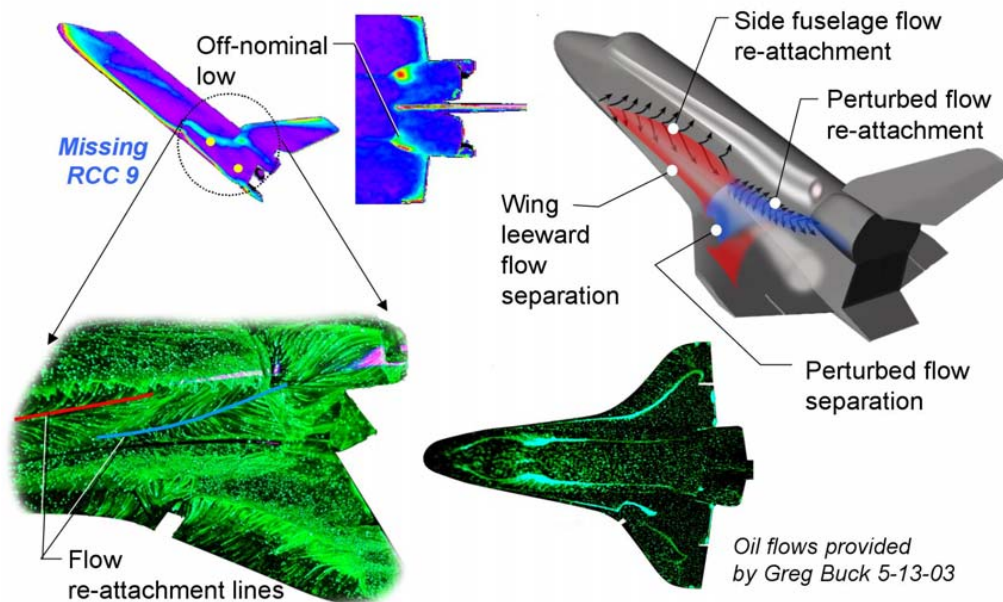 Off-nominal
low
Missing
RCC 9
Side fuselage flow
re-attachment
Perturbed flow
re-attachment
Wing
leeward
flow
separation
Perturbed flow
separation
Flow
re-attachment lines
Oil flows provided
by Greg Buck 5-13-03